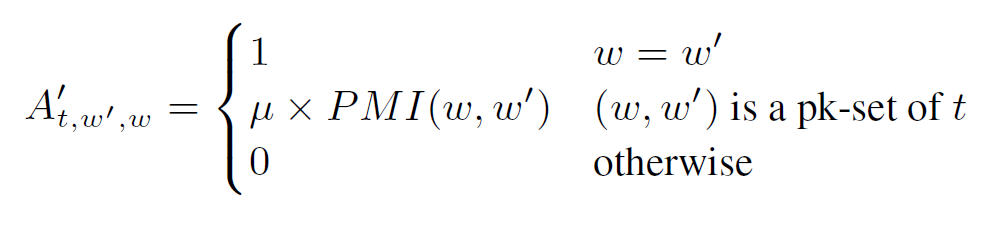 1 w = w′
A′t,w′,w = { μ × PMI(w, w′) (w, w′) is a pk-set of t
0 otherwise